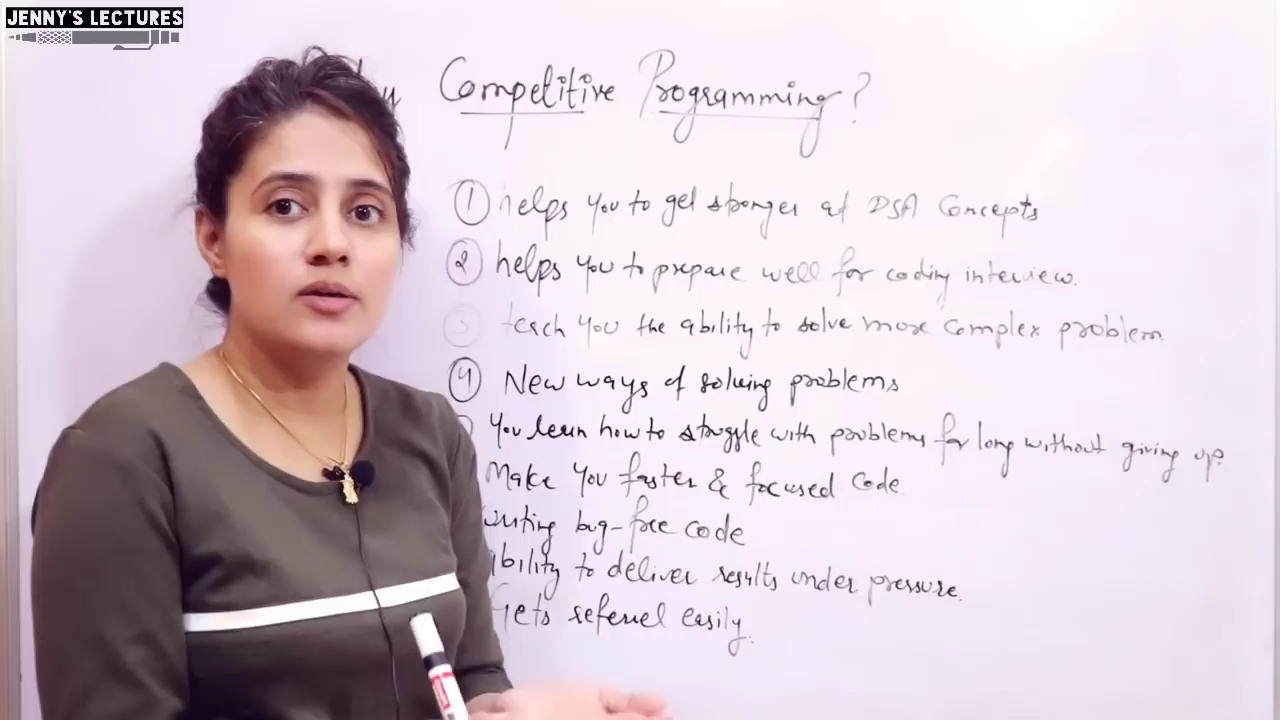 JENNY'S LECTURES
Competitive Programming?
① helps you to get stronger at DSA Concepts
② helps you to prepare well for coding interview.
③ teach you the ability to solve more complex problem
④ New ways of solving problems
You learn how to struggle with problems for long without giving up?
Make you faster & focused code.
writing bug-free code
ability to deliver results under pressure.
Gets referrel easily.